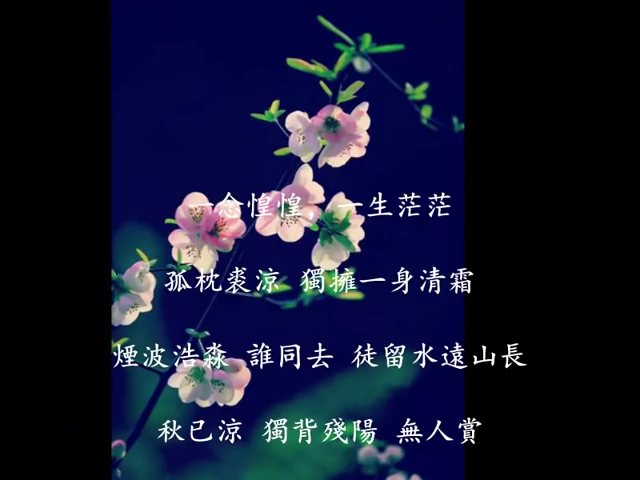 一念惶惶，一生茫茫
孤枕裘涼 獨擁一身清霜
煙波浩淼 誰同去 徒留水遠山長
秋已涼 獨背殘陽 無人賞